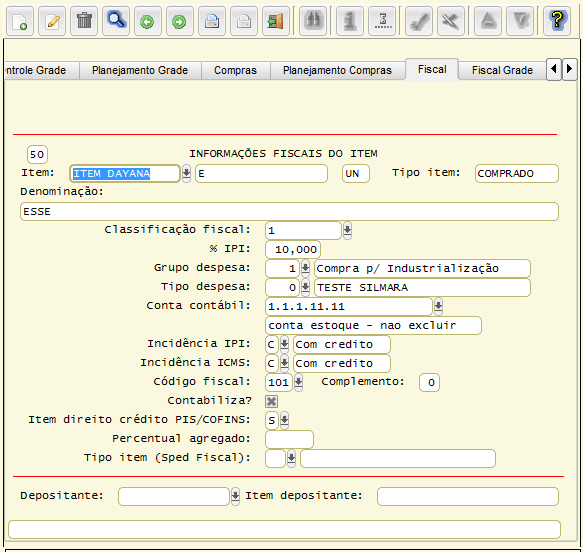 ontrole Grade Planejamento Grade Compras Planejamento Compras Fiscal Fiscal Grade
50 INFORMAÇÕES FISCAIS DO ITEM
Item: ITEM DAYANA E UN Tipo item: COMPRADO
Denominação:
ESSE
Classificação fiscal: 1
% IPI: 10,000
Grupo despesa: 1 Compra p/ Industrialização
Tipo despesa: 0 TESTE SILMARA
Conta contábil: 1.1.1.11.11
conta estoque - nao excluir
Incidência IPI: C Com credito
Incidência ICMS: C Com credito
Código fiscal: 101 Complemento: 0
Contabiliza?
Item direito crédito PIS/COFINS: S
Percentual agregado:
Tipo item (Sped Fiscal):
Depositante: Item depositante: